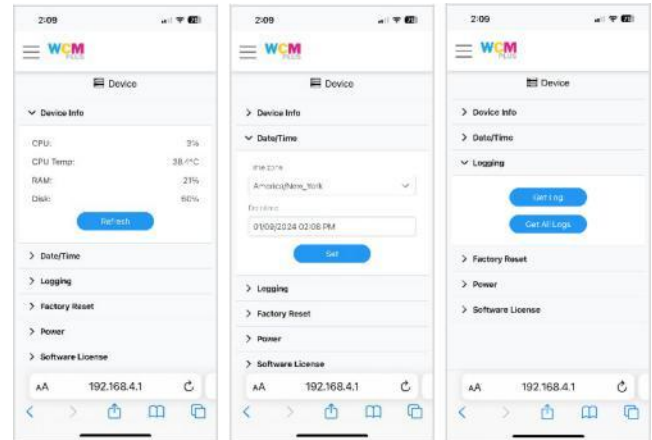 2:09
WCM
PLUS
Device
Device Info
CPU:
CPU Temp: 38.4°C
RAM: 21%
Disk: 60%
Refresh
Date/Time
Logging
Factory Reset
Power
Software License
AA 192.168.4.1
2:09
WCM
PLUS
Device
Device Info
Date/Time
Time zone
America/New_York
Date/time
01/09/2024 02:08 PM
Set
Logging
Factory Reset
Power
Software License
AA 192.168.4.1
2:09
WCM
PLUS
Device
Device Info
Date/Time
Logging
Get Log
Get All Logs
Factory Reset
Power
Software License
AA 192.168.4.1